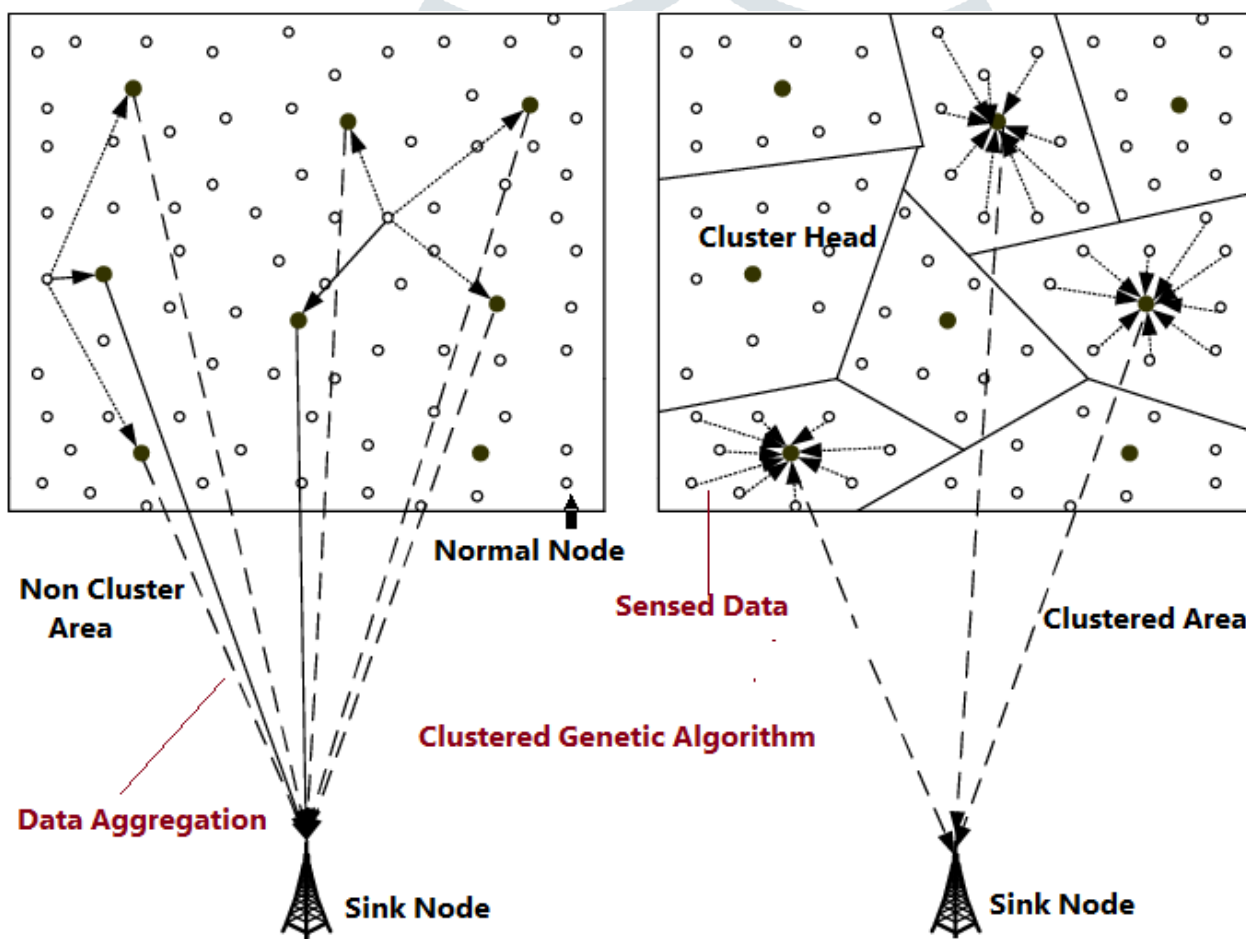 Cluster Head
Normal Node
Non Cluster
Area
Sensed Data
Clustered Area
Clustered Genetic Algorithm
Data Aggregation
Sink Node
Sink Node